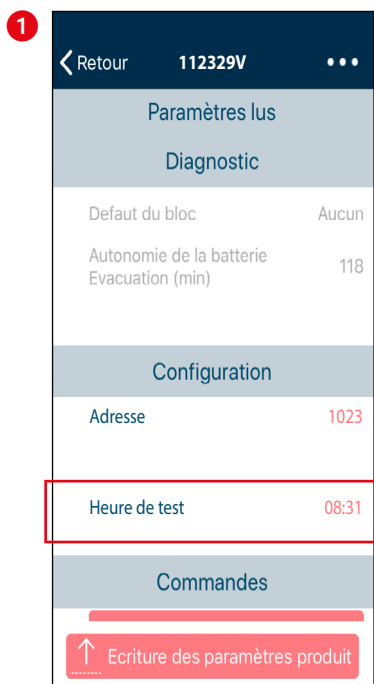 1
Retour 112329V •••
Paramètres lus
Diagnostic
Defaut du bloc Aucun
Autonomie de la batterie
Evacuation (min) 118
Configuration
Adresse 1023
Heure de test 08:31
Commandes
Ecriture des paramètres produit